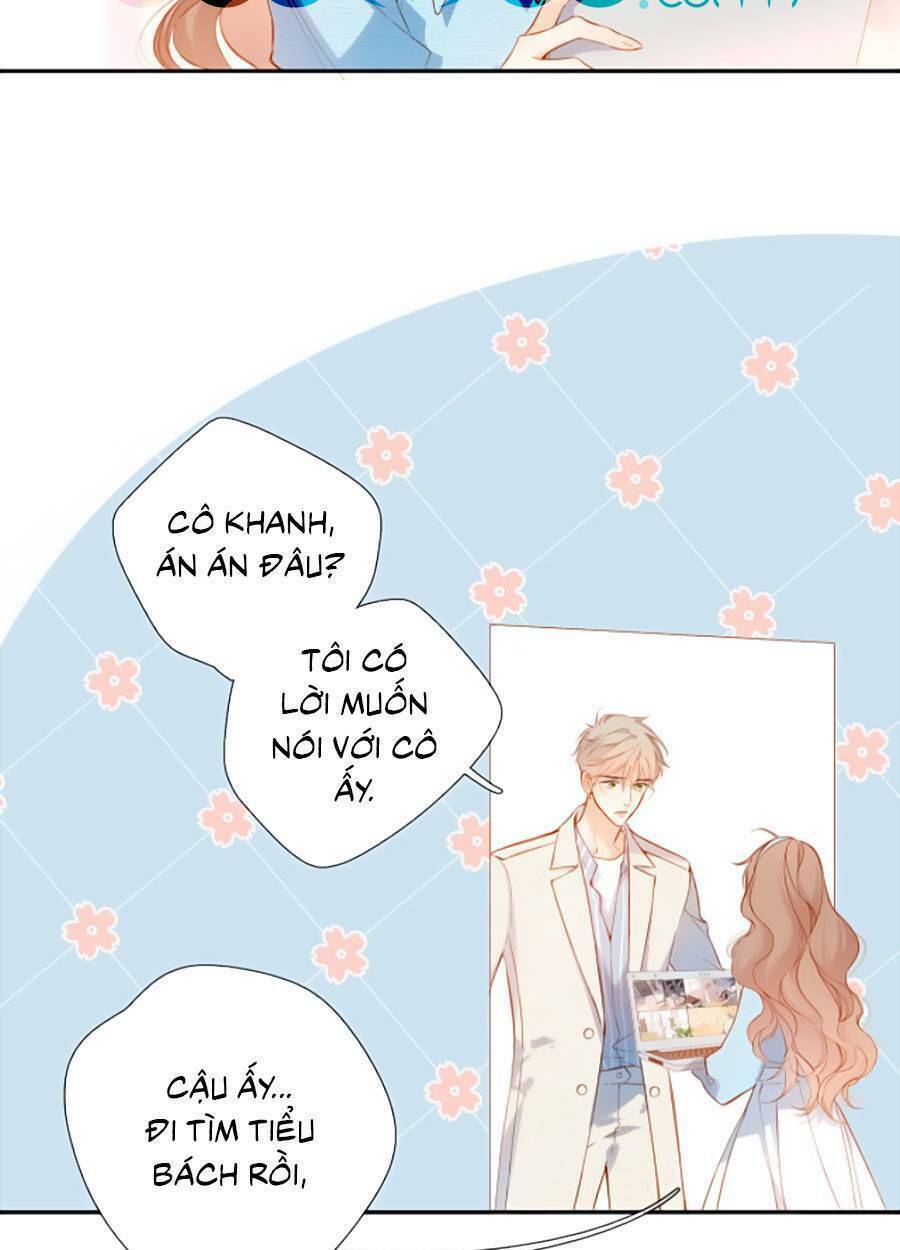 CÔ KHANH,
ÁN ÁN ĐÂU?
TÔI CÓ
LỜI MUỐN
NÓI VỚI CÔ
ẤY.
CẬU ẤY...
ĐI TÌM TIỂU
BÁCH RỒI,